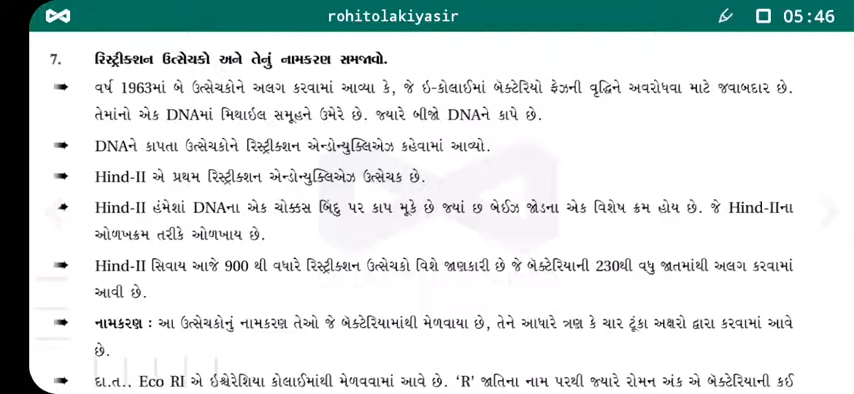 rohitolakiyasir
05:46
7. રિસ્ટ્રીક્શન ઉત્સેચકો અને તેનું નામકરણ સમજાવો.
વર્ષ 1963માં બે ઉત્સેચકોને અલગ કરવામાં આવ્યા કે, જે ઇ-કોલાઈમાં બૅક્ટેરિયો ફેઝની વૃદ્ધિને અવરોધવા માટે જવાબદાર છે.
તેમાંનો એક DNAમાં મિથાઇલ સમૂહને ઉમેરે છે. જ્યારે બીજો DNAને કાપે છે.
DNAને કાપતા ઉત્સેચકોને રિસ્ટ્રીક્શન એન્ડોન્યુક્લિએઝ કહેવામાં આવ્યો.
Hind-II એ પ્રથમ રિસ્ટ્રીક્શન એન્ડોન્યુક્લિએઝ ઉત્સેચક છે.
Hind-II હંમેશાં DNAના એક ચોક્કસ બિંદુ પર કાપ મૂકે છે જ્યાં છ બેઈઝ જોડના એક વિશેષ ક્રમ હોય છે. જે Hind-IIના
ઓળખક્રમ તરીકે ઓળખાય છે.
Hind-II સિવાય આજે 900 થી વધારે રિસ્ટ્રીક્શન ઉત્સેચકો વિશે જાણકારી છે જે બૅક્ટેરિયાની 230થી વધુ જાતમાંથી અલગ કરવામાં
આવી છે.
નામકરણ : આ ઉત્સેચકોનું નામકરણ તેઓ જે બૅક્ટેરિયામાંથી મેળવાયા છે, તેને આધારે ત્રણ કે ચાર ટૂંકા અક્ષરો દ્વારા કરવામાં આવે
છે.
દા.ત., Eco RI એ ઇશ્ચેરેશિયા કોલાઈમાંથી મેળવવામાં આવે છે. ‘R’ જાતિના નામ પરથી જ્યારે રોમન અંક એ બૅક્ટેરિયાની કઈ